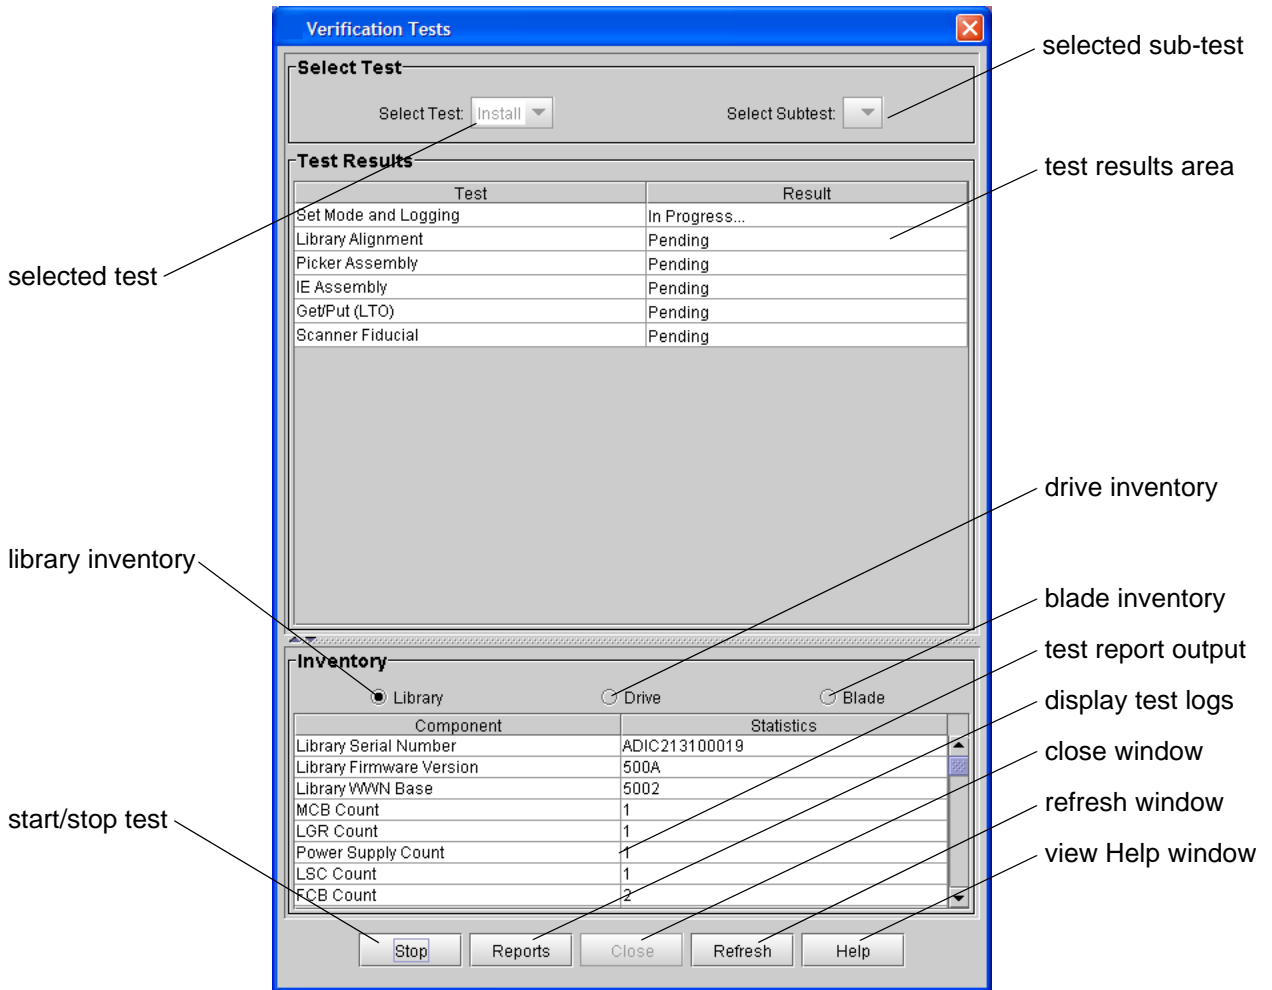 Verification Tests
selected sub-test
Select Test
Select Test: Install
Select Subtest:
Test Results
test results area
Test Result
Set Mode and Logging In Progress...
Library Alignment Pending
Picker Assembly Pending
selected test
IE Assembly Pending
Get/Put (LTO) Pending
Scanner Fiducial Pending
drive inventory
library inventory
blade inventory
test report output
Inventory
Library Drive Blade
display test logs
Component Statistics
Library Serial Number ADIC213100019
close window
Library Firmware Version 500A
Library WWN Base 5002
refresh window
MCB Count 1
start/stop test
LGR Count 1
Power Supply Count 1
view Help window
LSC Count 1
FCB Count 2
Stop Reports Close Refresh Help